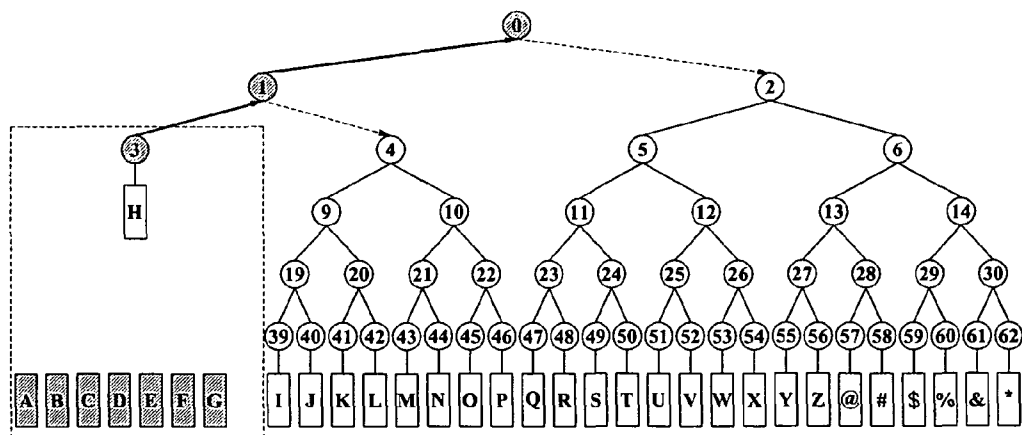 0
1 2
3 4 5 6
H
9 10 11 12 13 14
19 20 21 22 23 24 25 26 27 28 29 30
39 40 41 42 43 44 45 46 47 48 49 50 51 52 53 54 55 56 57 58 59 60 61 62
A B C D E F G I J K L M N O P Q R S T U V W X Y Z @ # $ % & *